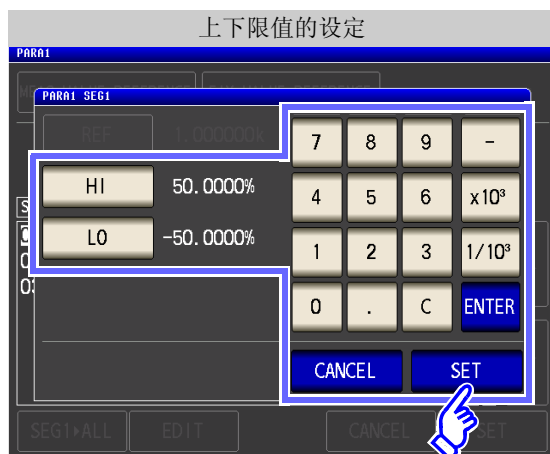 上下限值的设定
PARA1
PARA1 SEG1
REF 1.000000k
HI 50.0000%
LO -50.0000%
7 8 9 -
4 5 6 x10³
1 2 3 1/10³
0 . C ENTER
CANCEL SET
SEG1▸ALL EDIT CANCEL SET